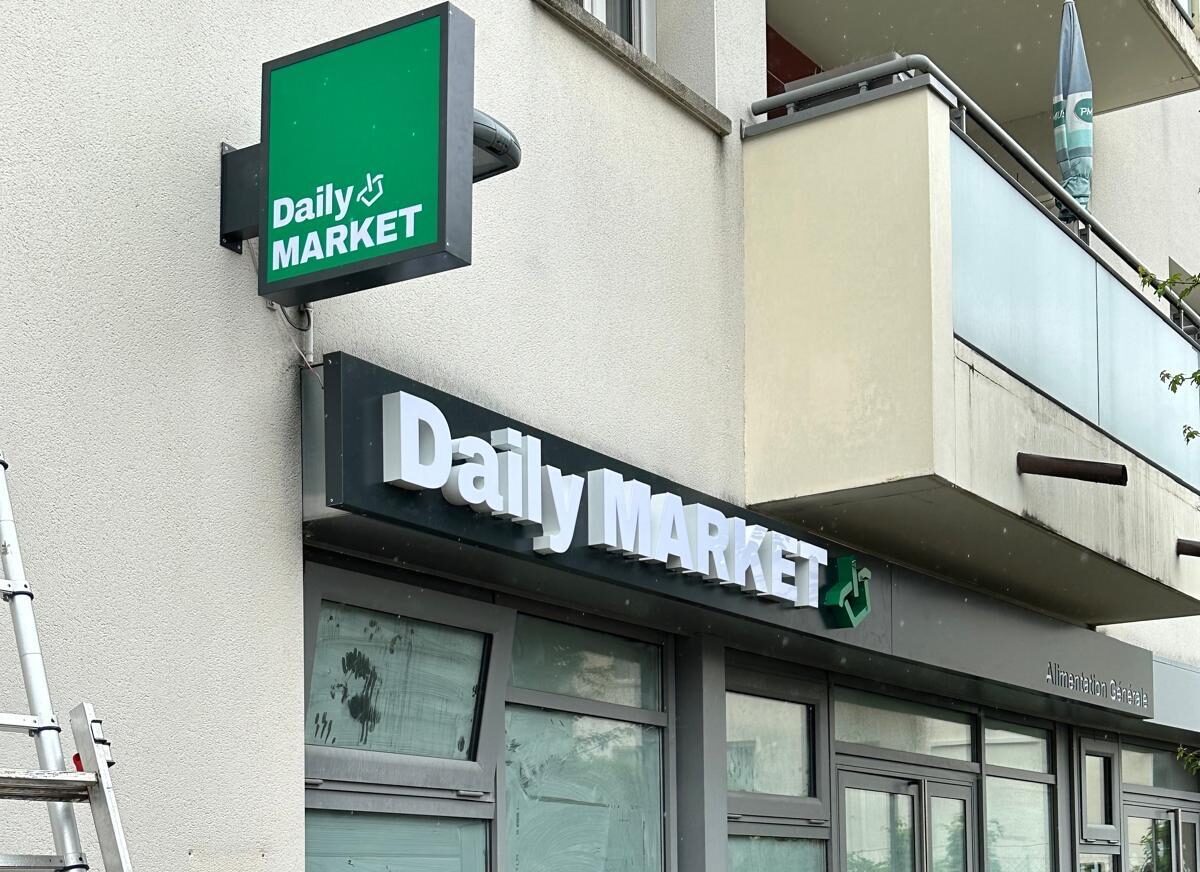 Daily
MARKET
Daily MARKET
Alimentation Générale